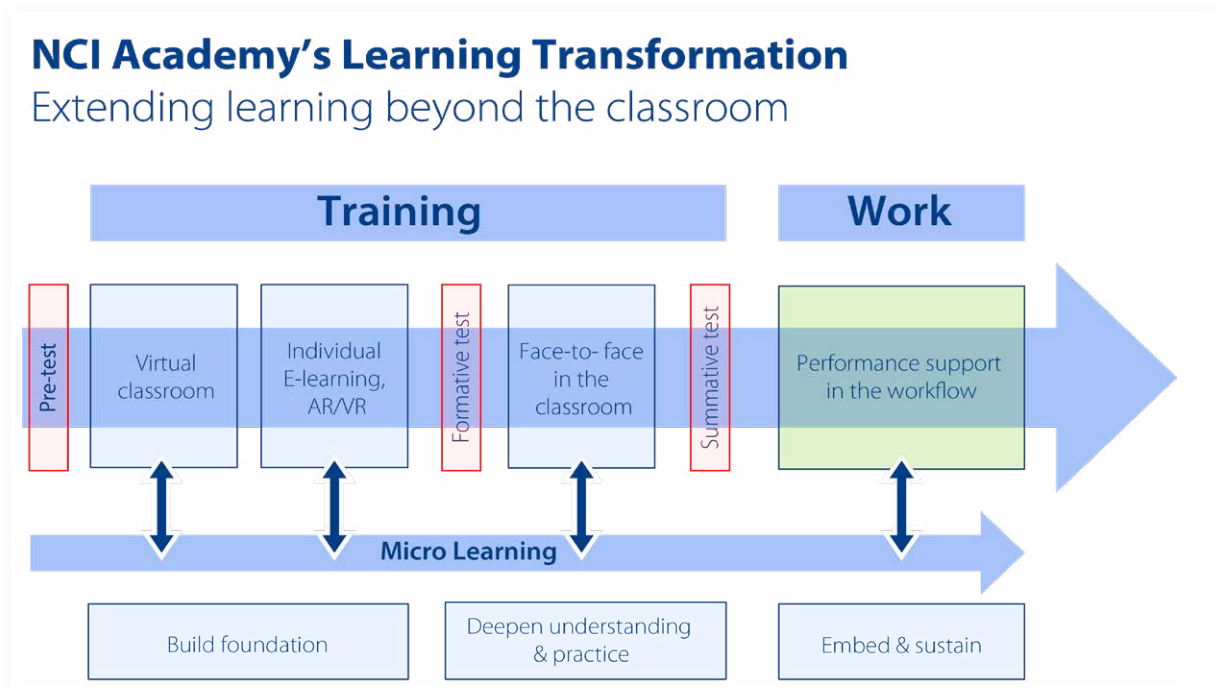 NCI Academy's Learning Transformation
Extending learning beyond the classroom
Training
Work
Pre-test
Virtual
classroom
Individual
E-learning,
AR/VR
Formative test
Face-to- face
in the
classroom
Summative test
Performance support
in the workflow
Micro Learning
Build foundation
Deepen understanding
& practice
Embed & sustain